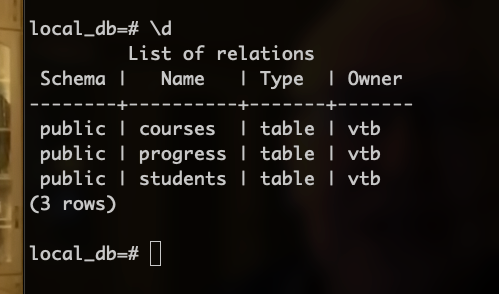 local_db=# \d
List of relations
Schema | Name | Type | Owner
--------+----------+-------+-------
public | courses | table | vtb
public | progress | table | vtb
public | students | table | vtb
(3 rows)
local_db=#